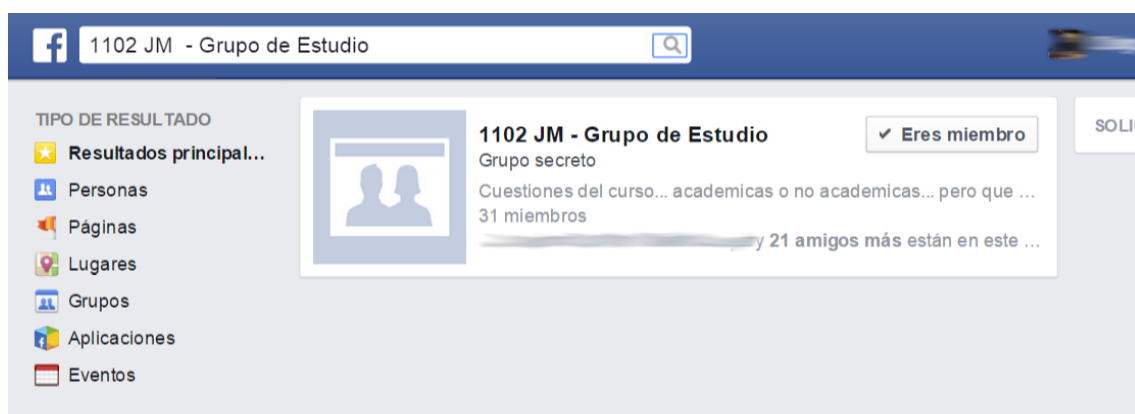 f 1102 JM - Grupo de Estudio
TIPO DE RESULTADO
Resultados principal...
Personas
Páginas
Lugares
Grupos
Aplicaciones
Eventos
1102 JM - Grupo de Estudio
Eres miembro
Grupo secreto
Cuestiones del curso... academicas o no academicas... pero que ...
31 miembros
y 21 amigos más están en este ...
SOLI